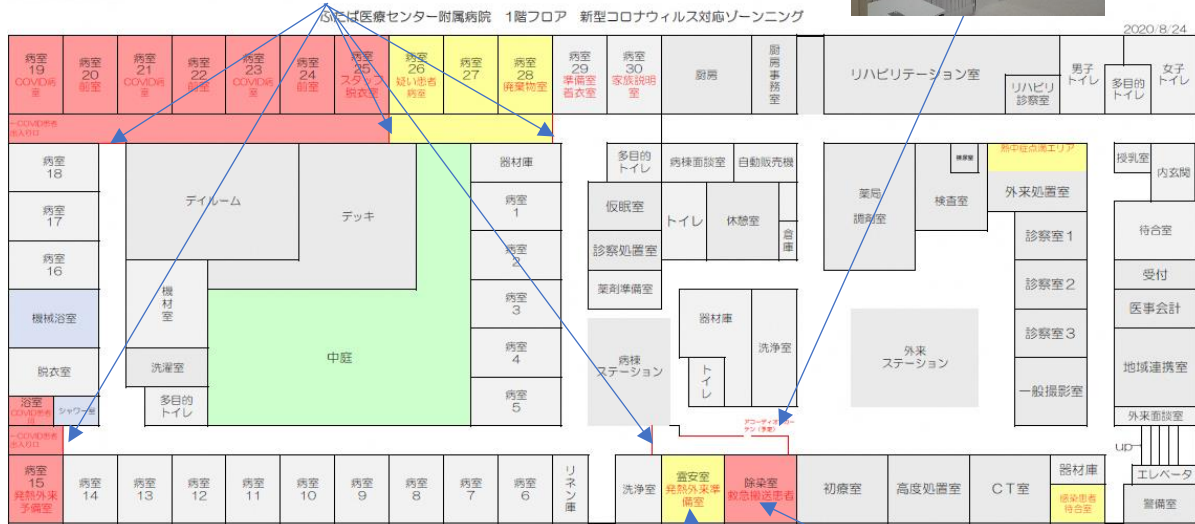 ふたば医療センター附属病院　1階フロア　新型コロナウィルス対応ゾーンニング
2020/8/24
病室
19
COVID病
室
病室
20
前室
病室
21
COVID病
室
病室
22
前室
病室
23
COVID病
室
病室
24
前室
病室
25
スタッフ
脱衣室
病室
26
疑い患者
病室
病室
27
病室
28
廃棄物室
病室
29
準備室
着衣室
病室
30
家族説明
室
厨房
厨房事務室
リハビリテーション室
リハビリ
診察室
男子
トイレ
多目的
トイレ
女子
トイレ
←COVID患者
出入り口
病室
18
デイルーム
デッキ
器材庫
多目的
トイレ
病棟面談室
自動販売機
薬局
調剤室
検査室
熱中症点滴エリア
外来処置室
授乳室
内玄関
病室
17
病室
1
仮眠室
トイレ
休憩室
倉庫
診察室1
待合室
病室
16
病室
2
診察処置室
薬剤準備室
機械浴室
機材室
病室
3
器材庫
洗浄室
診察室2
受付
医事会計
中庭
病棟
ステーション
外来
ステーション
診察室3
脱衣室
洗濯室
病室
4
トイレ
一般撮影室
地域連携室
浴室
COVID患者
シャワー室
多目的
トイレ
病室
5
外来面談室
アコーディオンカー
テン(予定)
←COVID患者
出入り口
up
病室
15
発熱外来
予備室
病室
14
病室
13
病室
12
病室
11
病室
10
病室
9
病室
8
病室
7
病室
6
リネン庫
洗浄室
霊安室
発熱外来準
備室
除染室
救急搬送患者
初療室
高度処置室
CT室
器材庫
感染患者
待合室
エレベータ
警備室